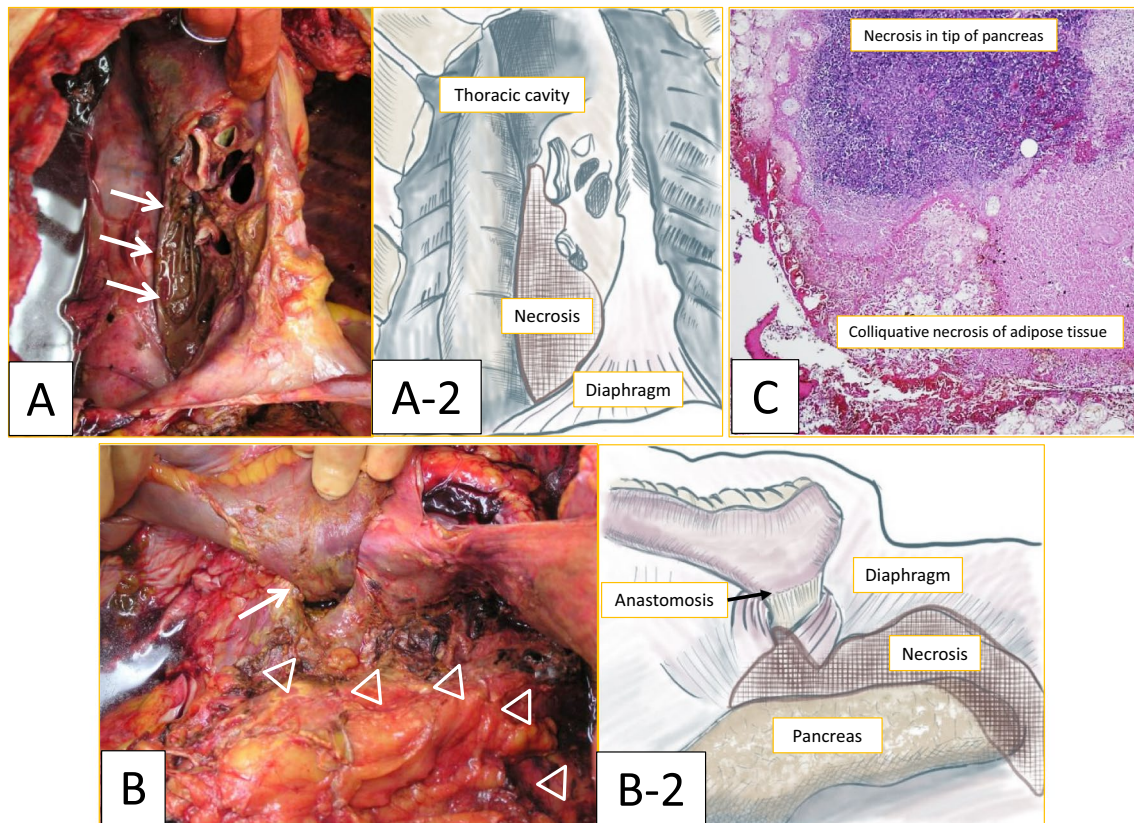 Thoracic cavity
Necrosis
Diaphragm
A
A-2
Necrosis in tip of pancreas
Colliquative necrosis of adipose tissue
C
Anastomosis
Diaphragm
Necrosis
Pancreas
B
B-2